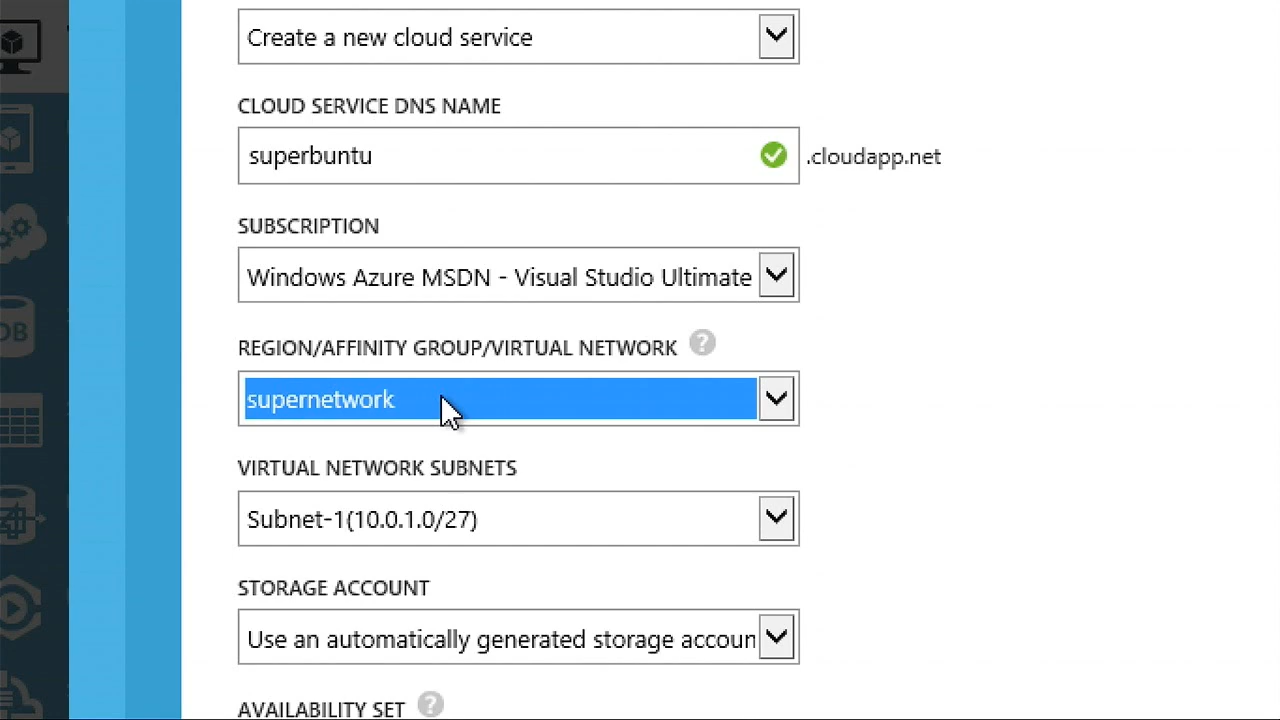 Create a new cloud service
CLOUD SERVICE DNS NAME
superbuntu
.cloudapp.net
SUBSCRIPTION
Windows Azure MSDN - Visual Studio Ultimate
REGION/AFFINITY GROUP/VIRTUAL NETWORK ?
supernetwork
VIRTUAL NETWORK SUBNETS
Subnet-1(10.0.1.0/27)
STORAGE ACCOUNT
Use an automatically generated storage accoun
AVAILABILITY SET ?
DB